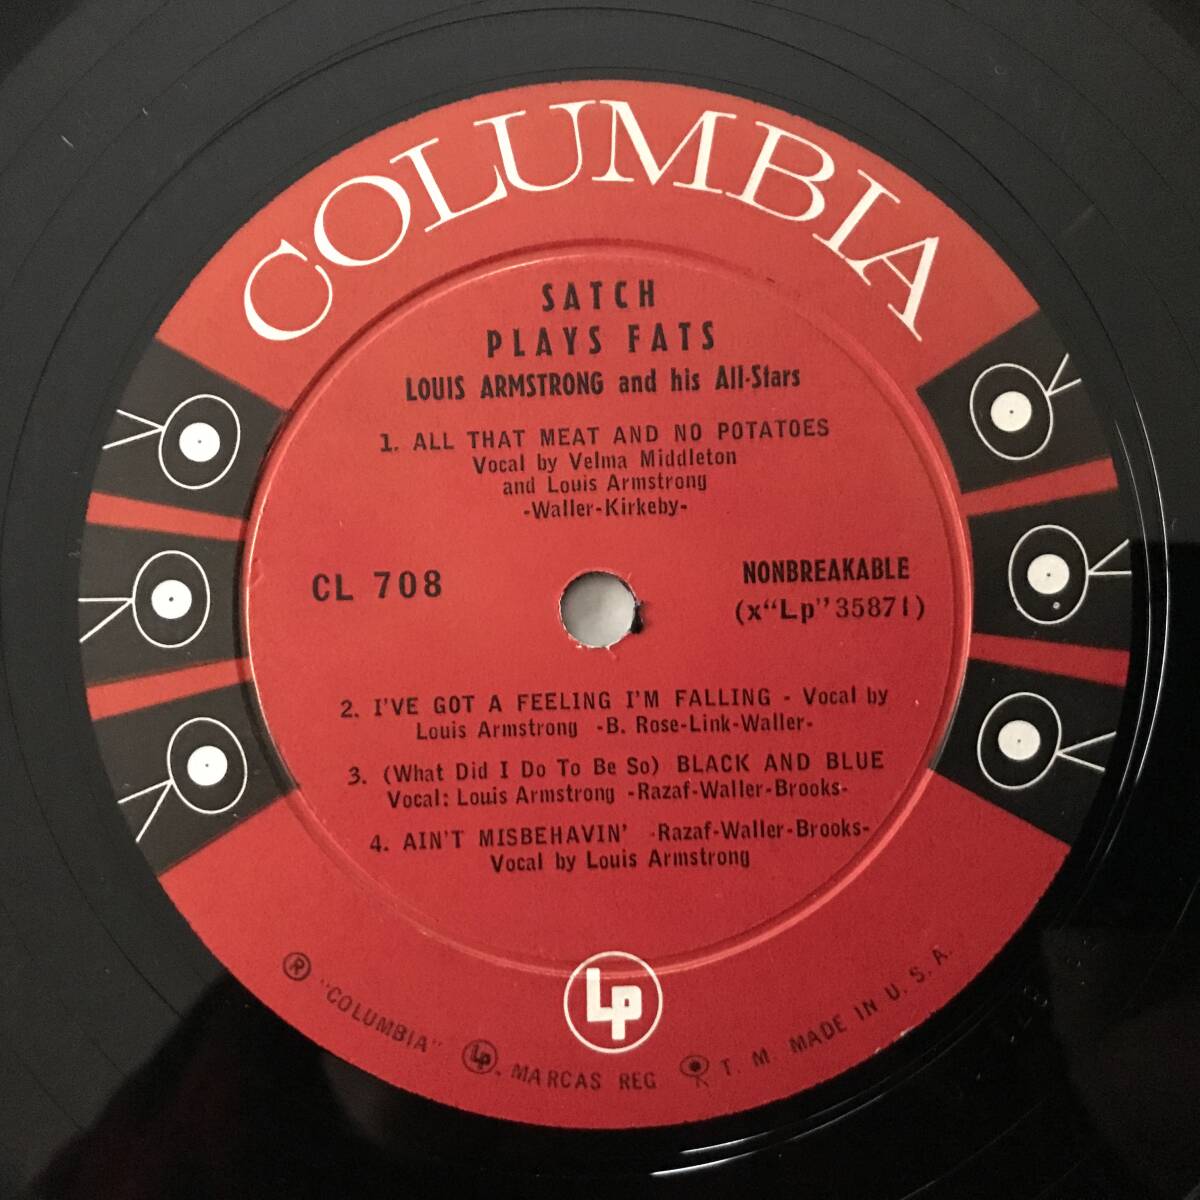 COLUMBIA
SATCH
PLAYS FATS
LOUIS ARMSTRONG and his All-Stars
1. ALL THAT MEAT AND NO POTATOES
Vocal by Velma Middleton
and Louis Armstrong
-Waller-Kirkeby-
CL 708
NONBREAKABLE
(x“Lp”35871)
2. I'VE GOT A FEELING I'M FALLING - Vocal by
Louis Armstrong -B. Rose-Link-Waller-
3. (What Did I Do To Be So) BLACK AND BLUE
Vocal: Louis Armstrong -Razaf-Waller-Brooks-
4. AIN'T MISBEHAVIN' -Razaf-Waller-Brooks-
Vocal by Louis Armstrong
Lp
® "COLUMBIA" Lp. MARCAS REG T. M. MADE IN U. S. A.